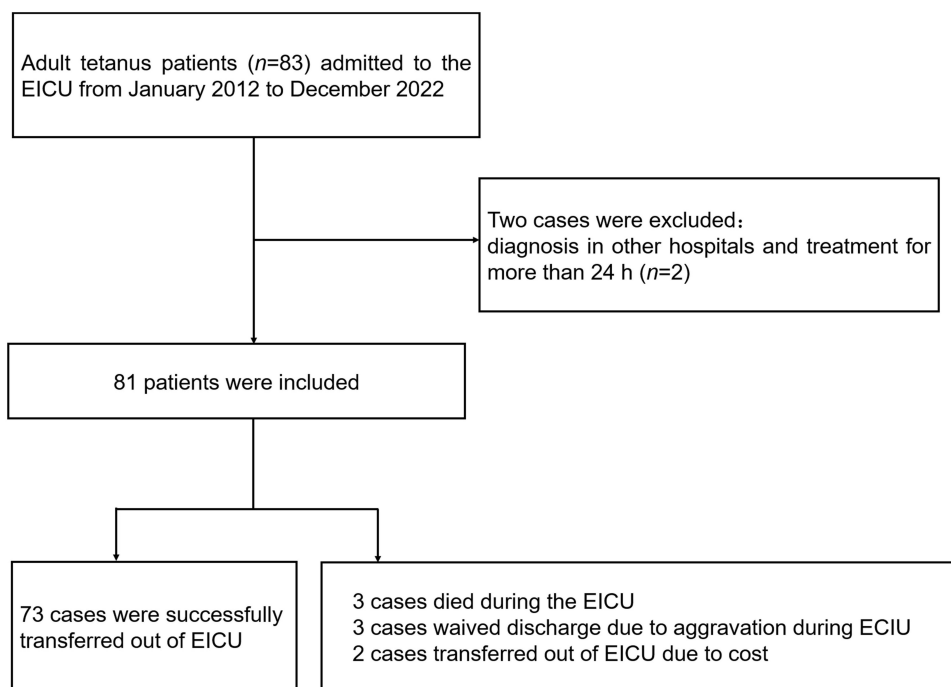 Adult tetanus patients (n=83) admitted to the
EICU from January 2012 to December 2022
Two cases were excluded：
diagnosis in other hospitals and treatment for
more than 24 h (n=2)
81 patients were included
73 cases were successfully
transferred out of EICU
3 cases died during the EICU
3 cases waived discharge due to aggravation during ECIU
2 cases transferred out of EICU due to cost